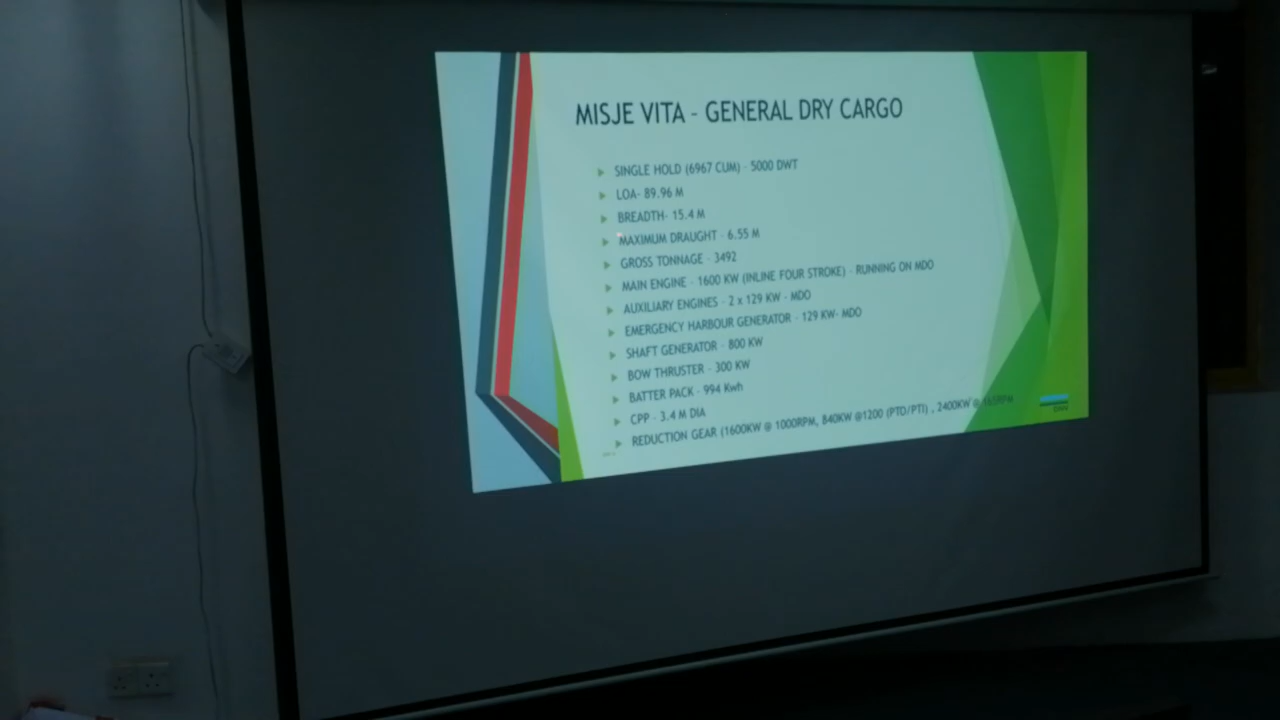 MISJE VITA - GENERAL DRY CARGO
SINGLE HOLD (6967 CUM) - 5000 DWT
LOA- 89.96 M
BREADTH- 15.4 M
MAXIMUM DRAUGHT - 6.55 M
GROSS TONNAGE - 3492
MAIN ENGINE - 1600 KW (INLINE FOUR STROKE) - RUNNING ON MDO
AUXILIARY ENGINES - 2 x 129 KW - MDO
EMERGENCY HARBOUR GENERATOR - 129 KW- MDO
SHAFT GENERATOR - 800 KW
BOW THRUSTER - 300 KW
BATTER PACK - 994 Kwh
CPP - 3.4 M DIA
REDUCTION GEAR (1600KW @ 1000RPM, 840KW @1200 (PTO/PTI) , 2400KW @ 165RPM